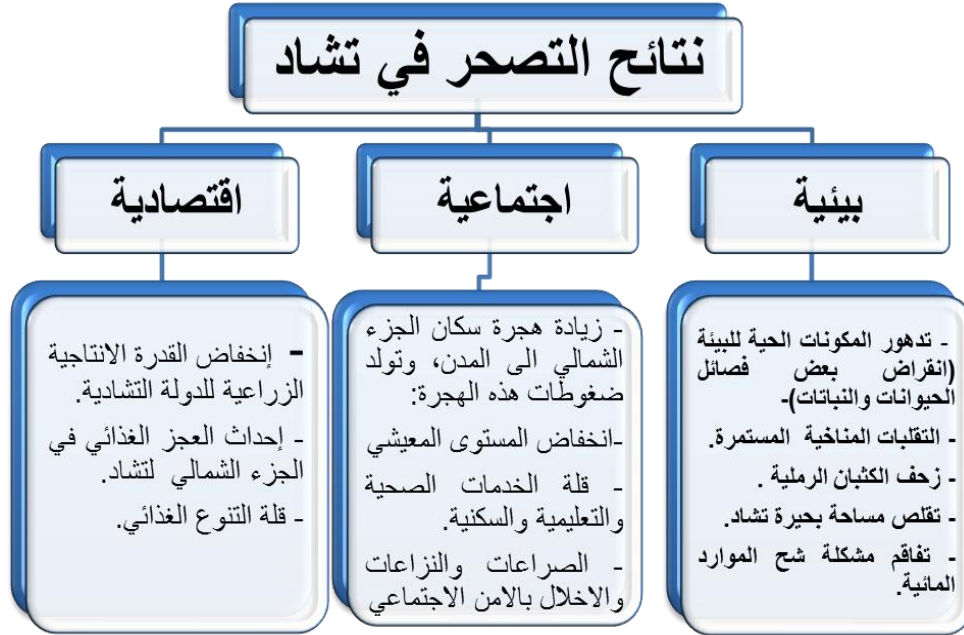 نتائح التصحر في تشاد
بيئية
اجتماعية
اقتصادية
- تدهور المكونات الحية للبيئة
(انقراض بعض فصائل
الحيوانات والنباتات)-
- التقلبات المناخية المستمرة.
- زحف الكثبان الرملية .
- تقلص مساحة بحيرة تشاد.
- تفاقم مشكلة شح الموارد
المائية.
- زيادة هجرة سكان الجزء
الشمالي الى المدن، وتولد
ضغوطات هذه الهجرة:
-انخفاض المستوى المعيشي
- قلة الخدمات الصحية
والتعليمية والسكنية.
- الصراعات والنزاعات
والاخلال بالامن الاجتماعي
- إنخفاض القدرة الانتاجية
الزراعية للدولة التشادية.
- إحداث العجز الغذائي في
الجزء الشمالي لتشاد.
- قلة التنوع الغذائي.